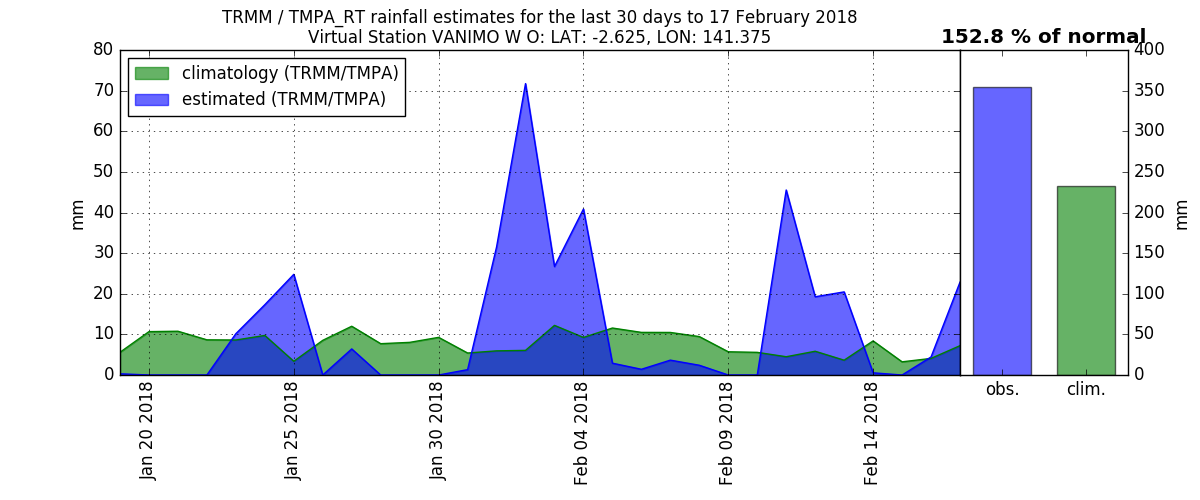 TRMM / TMPA_RT rainfall estimates for the last 30 days to 17 February 2018
Virtual Station VANIMO W O: LAT: -2.625, LON: 141.375
152.8 % of normal
climatology (TRMM/TMPA)
estimated (TRMM/TMPA)
80
70
60
50
40
30
20
10
0
mm
Jan 20 2018
Jan 25 2018
Jan 30 2018
Feb 04 2018
Feb 09 2018
Feb 14 2018
obs.
clim.
400
350
300
250
200
150
100
50
0
mm